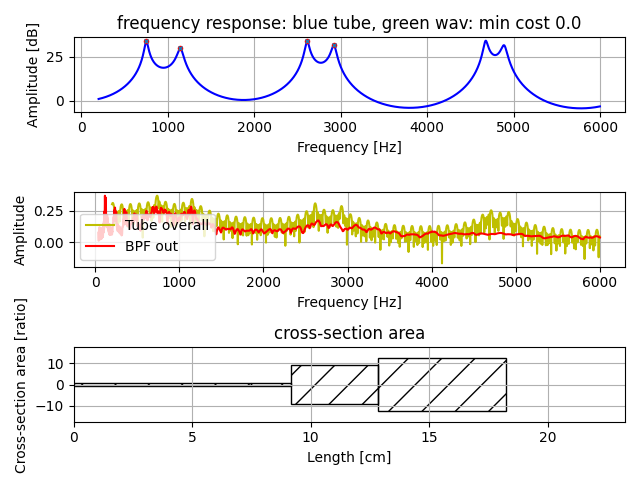 frequency response: blue tube, green wav: min cost 0.0
Amplitude [dB]
25
0
0 1000 2000 3000 4000 5000 6000
Frequency [Hz]
Amplitude
0.25
0.00
Tube overall
BPF out
0 1000 2000 3000 4000 5000 6000
Frequency [Hz]
cross-section area
Cross-section area [ratio]
10
0
−10
0 5 10 15 20
Length [cm]